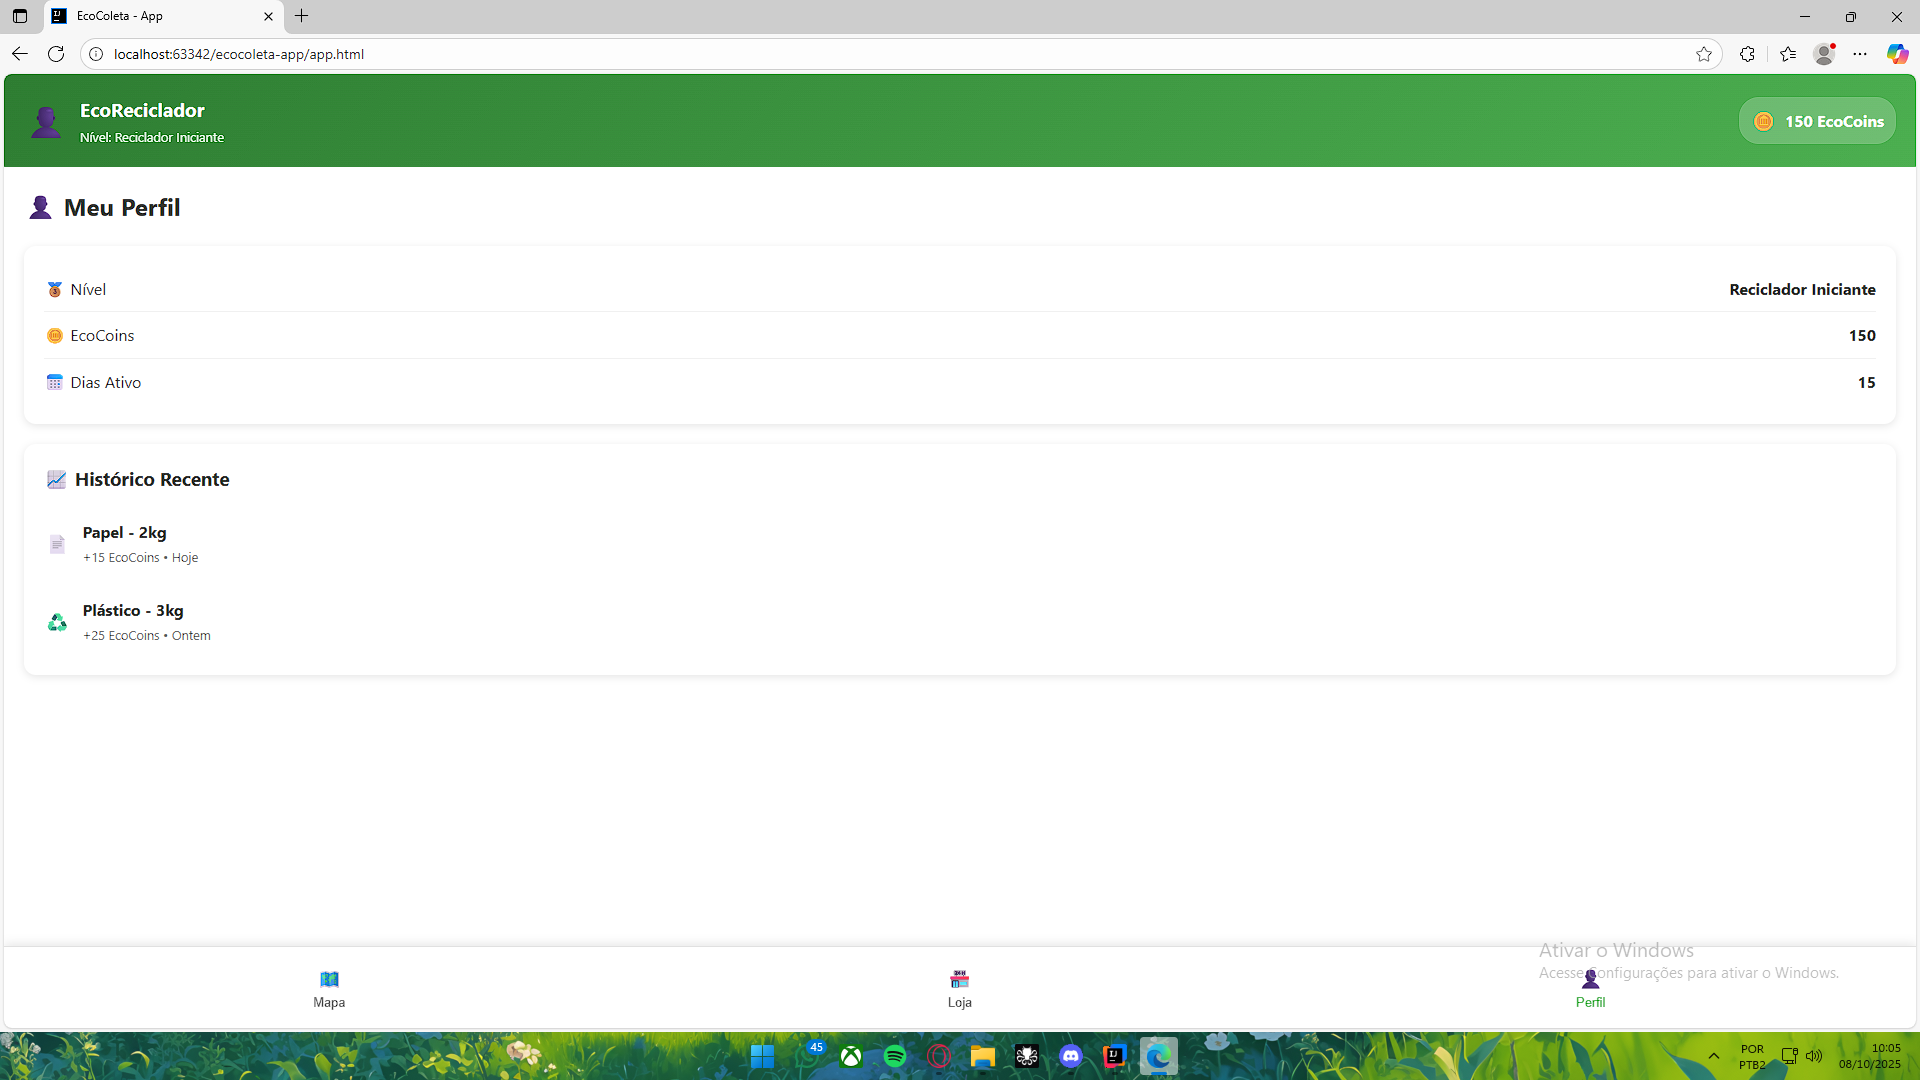 EcoColeta - App
localhost:63342/ecocoleta-app/app.html
EcoReciclador
Nível: Reciclador Iniciante
150 EcoCoins
Meu Perfil
Nível
Reciclador Iniciante
EcoCoins
150
Dias Ativo
15
Histórico Recente
Papel - 2kg
+15 EcoCoins • Hoje
Plástico - 3kg
+25 EcoCoins • Ontem
Ativar o Windows
Acesse Configurações para ativar o Windows.
Mapa
Loja
Perfil
45
POR
PTB2
10:05
08/10/2025